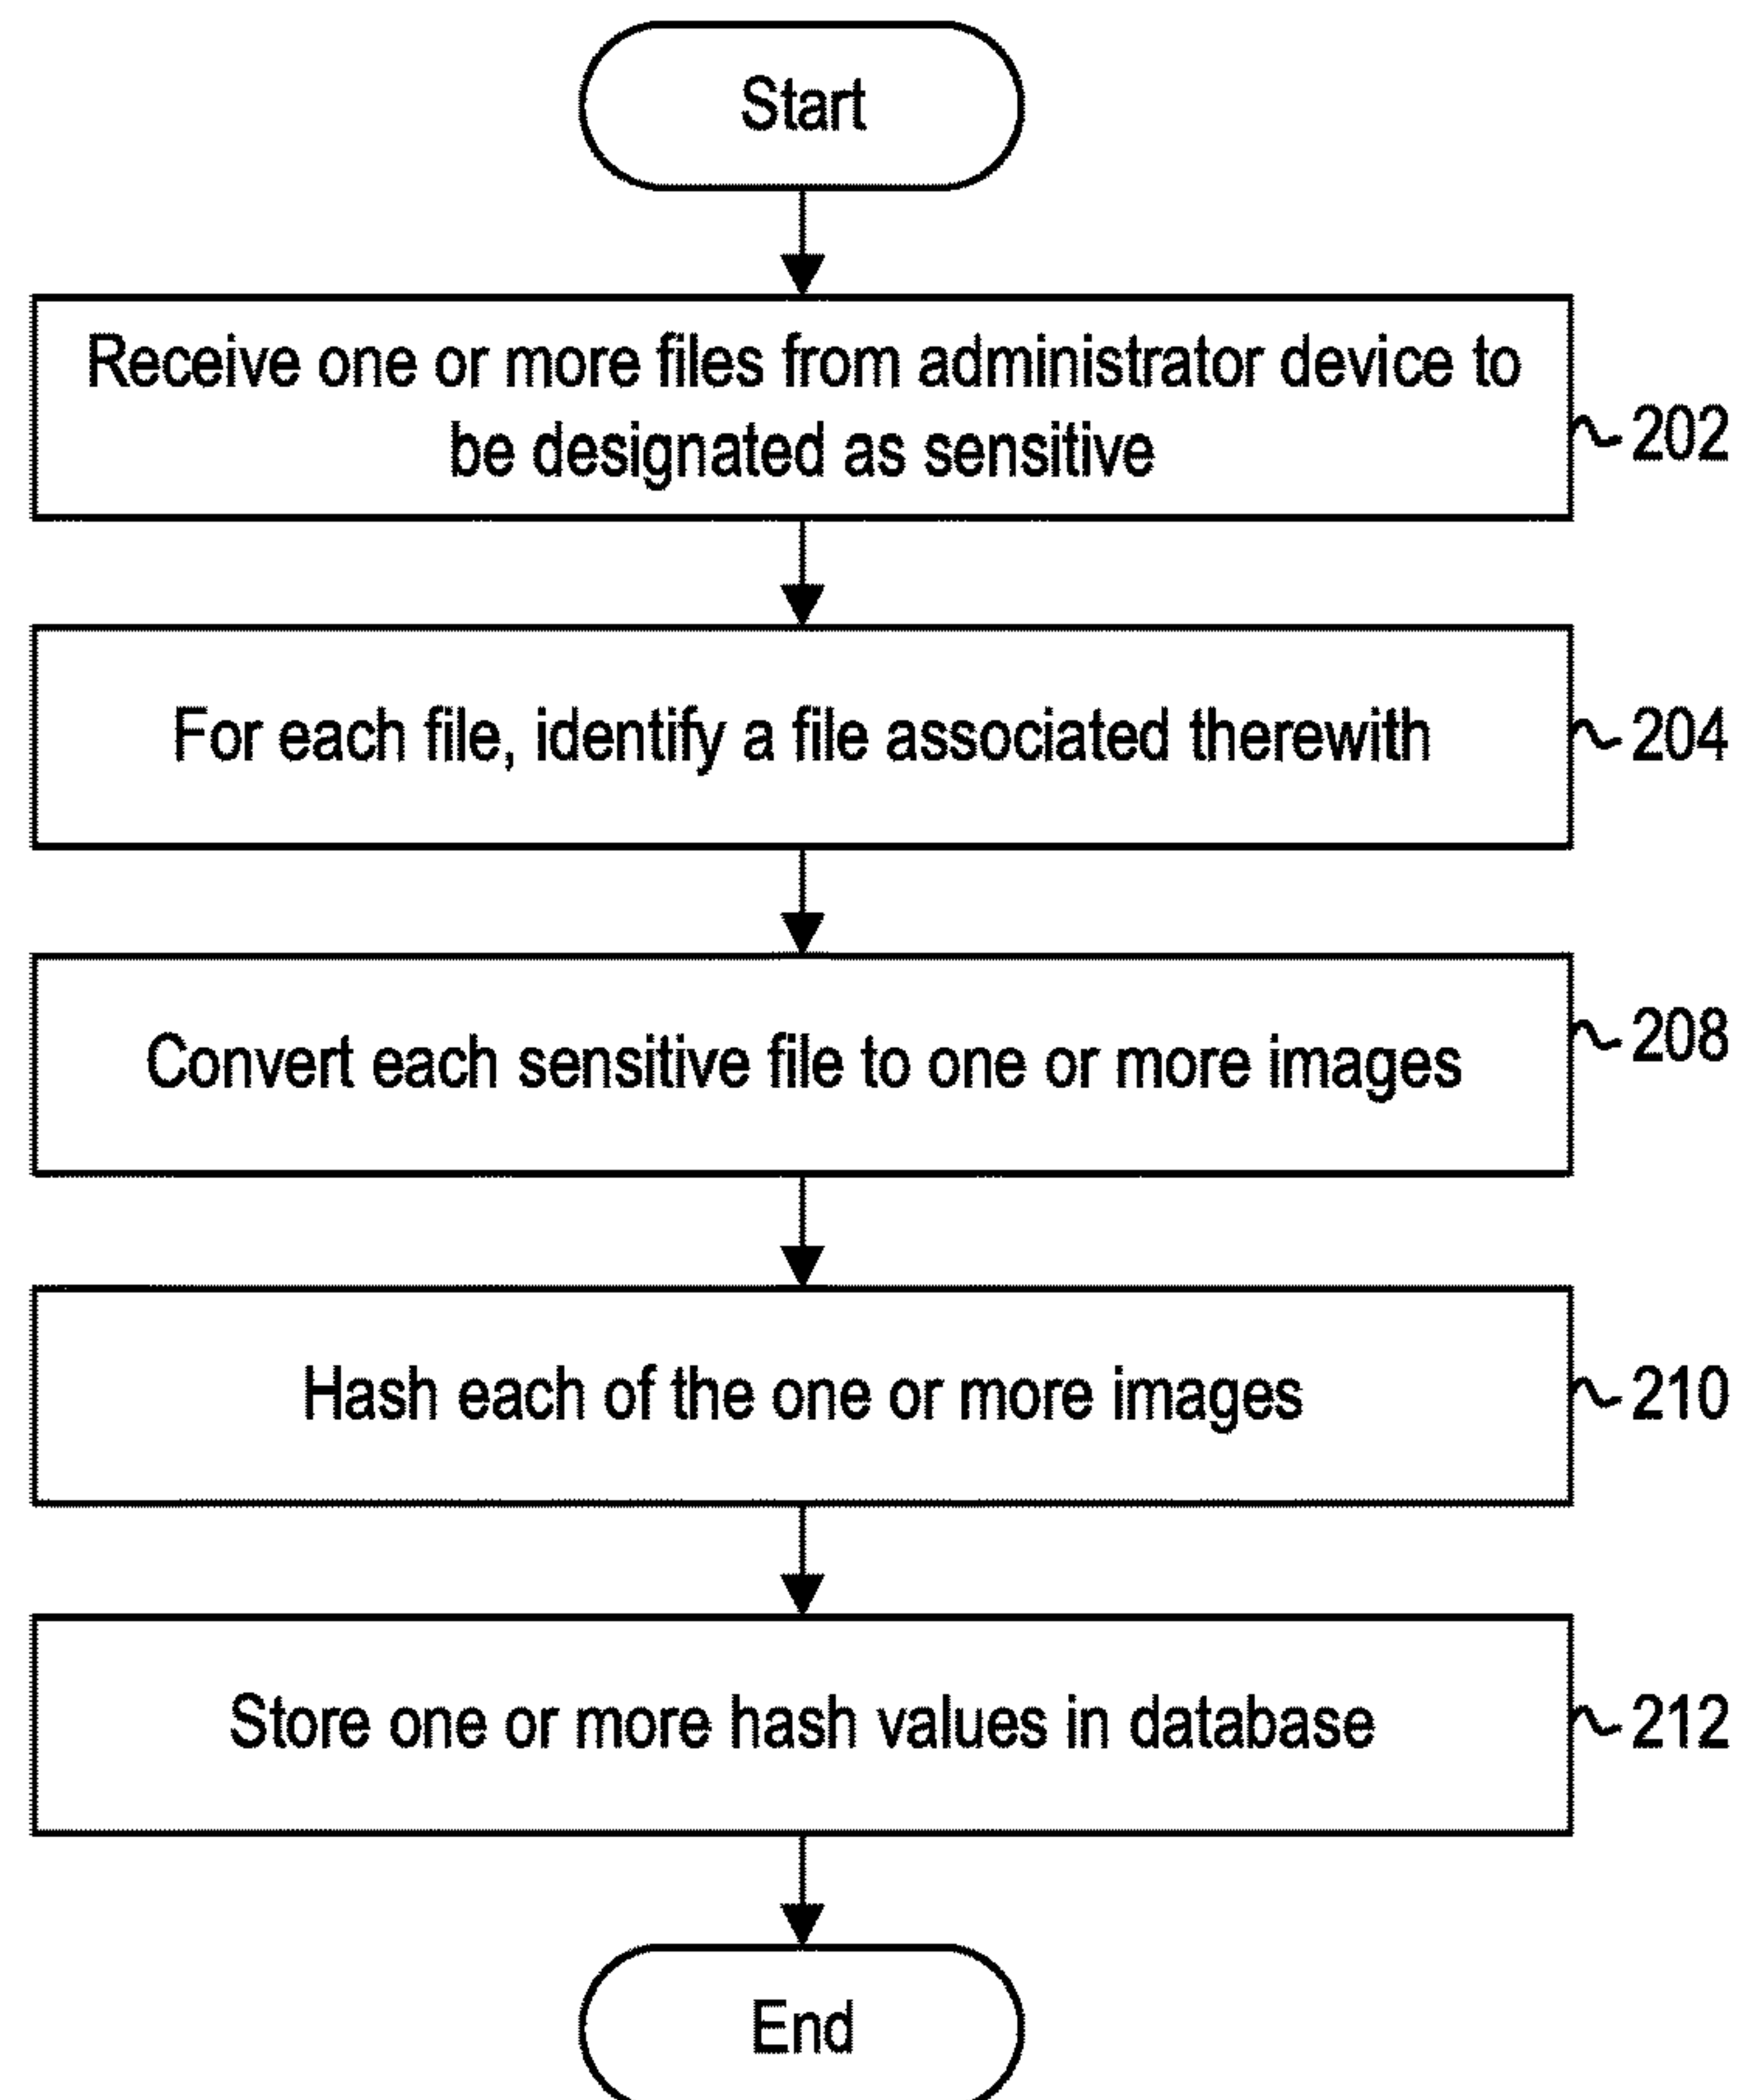 Start
Receive one or more files from administrator device to
be designated as sensitive
202
For each file, identify a file associated therewith
204
Convert each sensitive file to one or more images
208
Hash each of the one or more images
210
Store one or more hash values in database
212
End